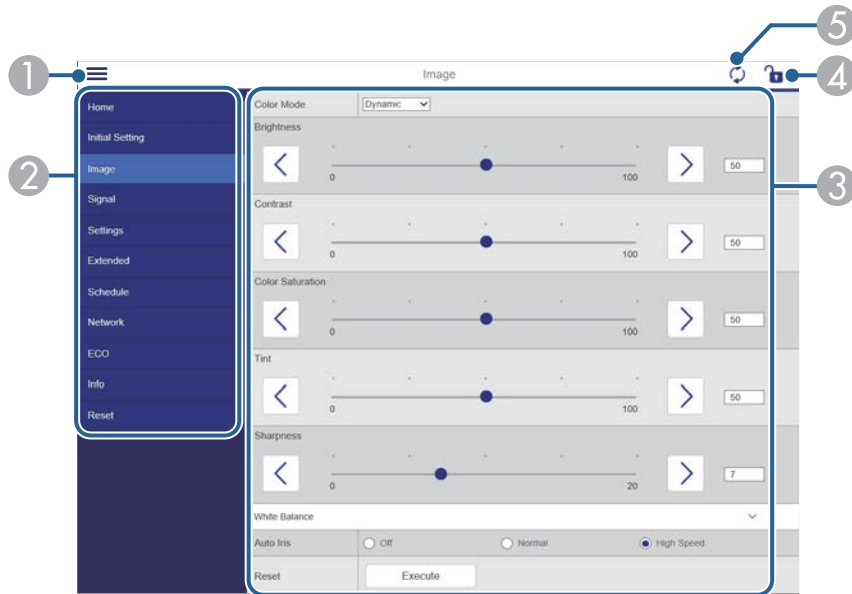 5
1
Image
4
Home
Initial Setting
2
Image
Signal
Settings
Extended
Schedule
Network
ECO
Info
Reset
Color Mode
Dynamic
Brightness
0
100
50
3
Contrast
0
100
50
Color Saturation
0
100
50
Tint
0
100
50
Sharpness
0
20
7
White Balance
Auto Iris
Off
Normal
High Speed
Reset
Execute